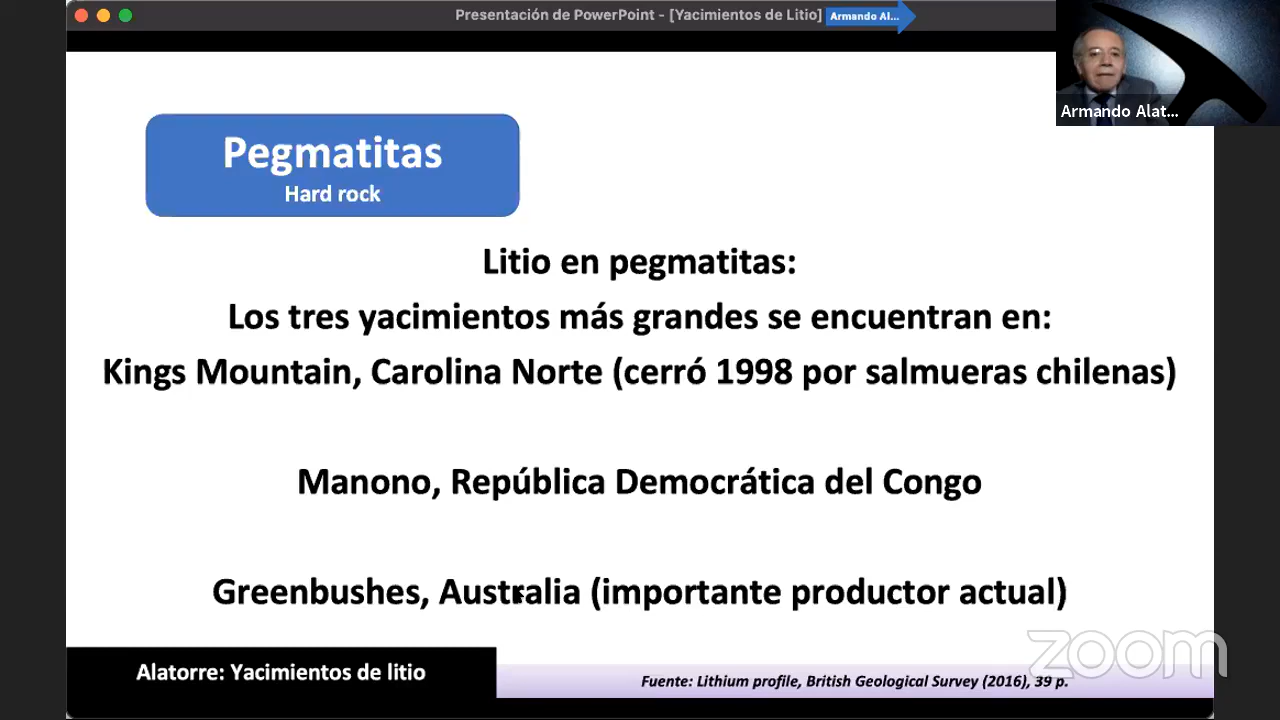 Presentación de PowerPoint - [Yacimientos de Litio]
Armando Al...
Armando Alat...
Pegmatitas
Hard rock
Litio en pegmatitas:
Los tres yacimientos más grandes se encuentran en:
Kings Mountain, Carolina Norte (cerró 1998 por salmueras chilenas)
Manono, República Democrática del Congo
Greenbushes, Australia (importante productor actual)
zoom
Alatorre: Yacimientos de litio
Fuente: Lithium profile, British Geological Survey (2016), 39 p.